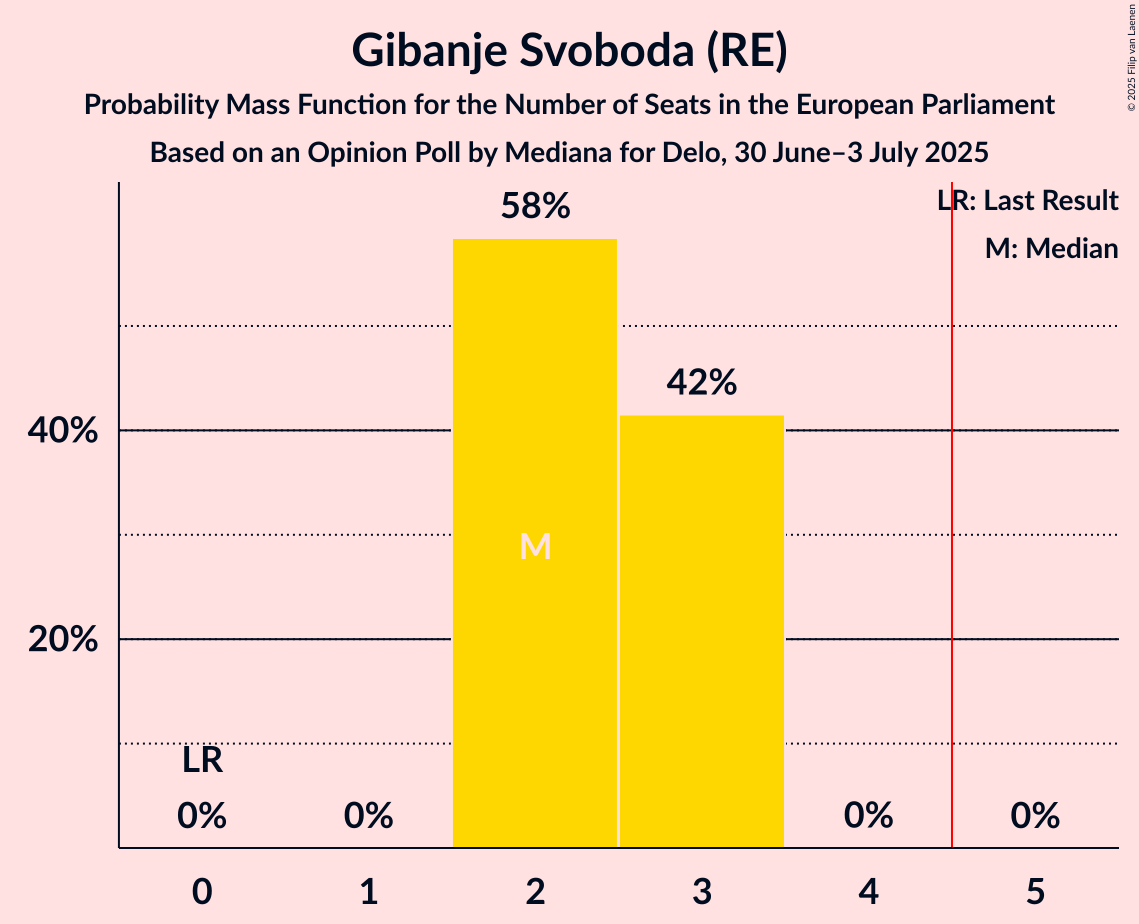 Gibanje Svoboda (RE)
Probability Mass Function for the Number of Seats in the European Parliament
Based on an Opinion Poll by Mediana for Delo, 30 June–3 July 2025
© 2025 Filip van Laenen
LR: Last Result
M: Median
58%
42%
40%
M
20%
LR
0%
0%
0%
0%
0
1
2
3
4
5